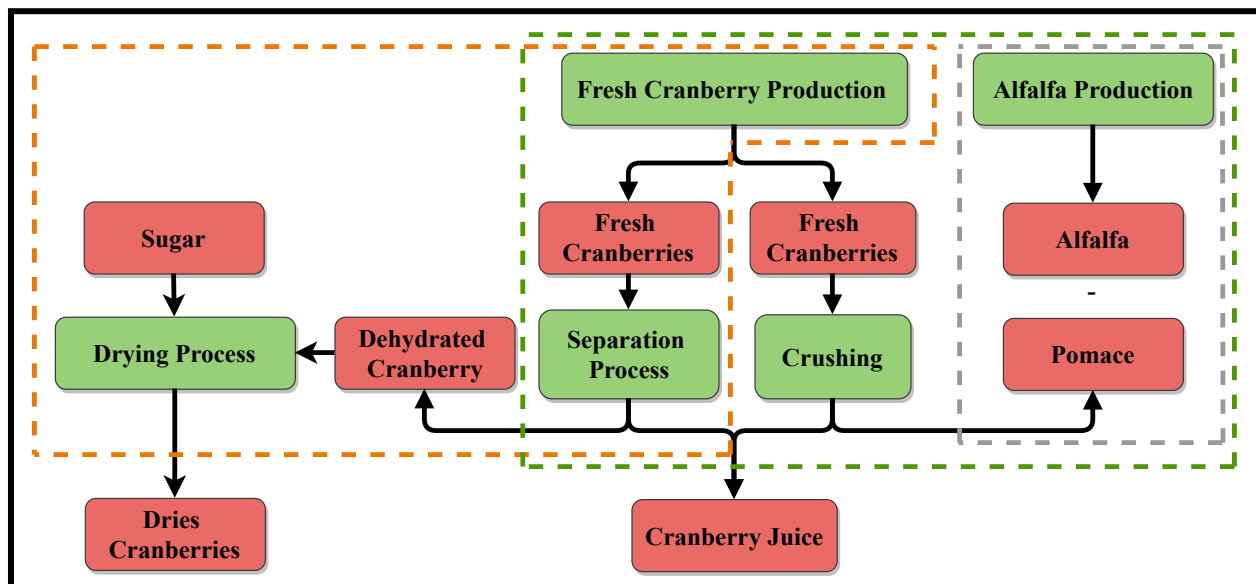 Fresh Cranberry Production
Alfalfa Production
Sugar
Fresh
Cranberries
Fresh
Cranberries
Alfalfa
-
Drying Process
Dehydrated
Cranberry
Separation
Process
Crushing
Pomace
Dries
Cranberries
Cranberry Juice